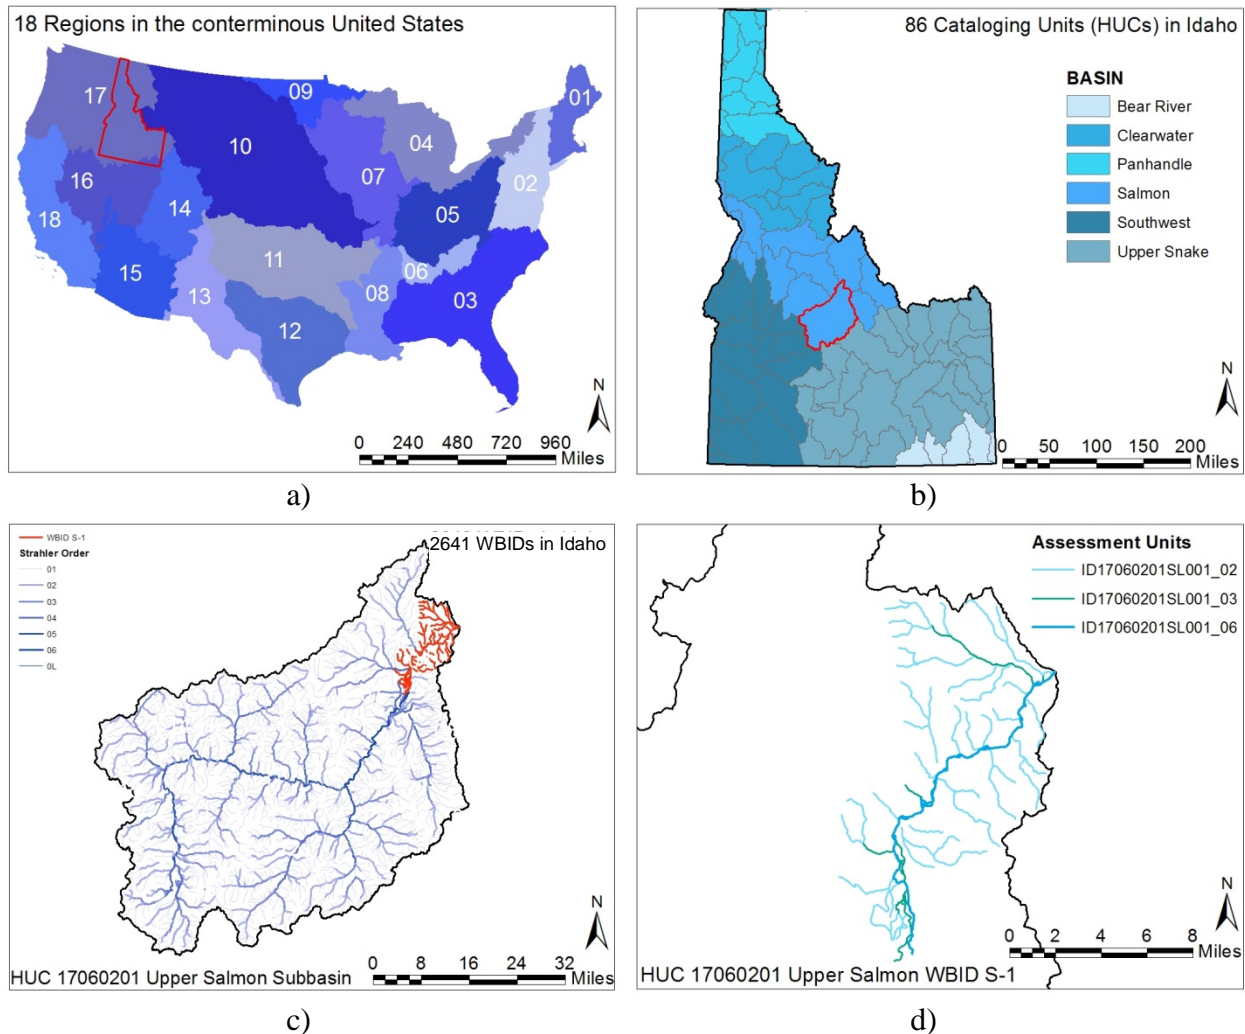 18 Regions in the conterminous United States
17
09
01
10
04
07
02
16
18
14
05
11
15
06
13
08
03
12
N
0 240 480 720 960
Miles
a)
86 Cataloging Units (HUCs) in Idaho
BASIN
Bear River
Clearwater
Panhandle
Salmon
Southwest
Upper Snake
N
0 50 100 150 200
Miles
b)
WBID S-1
Strahler Order
01
02
03
04
05
06
0L
2641 WBIDs in Idaho
N
HUC 17060201 Upper Salmon Subbasin
0 8 16 24 32
Miles
c)
Assessment Units
ID17060201SL001_02
ID17060201SL001_03
ID17060201SL001_06
N
0 2 4 6 8
Miles
HUC 17060201 Upper Salmon WBID S-1
d)